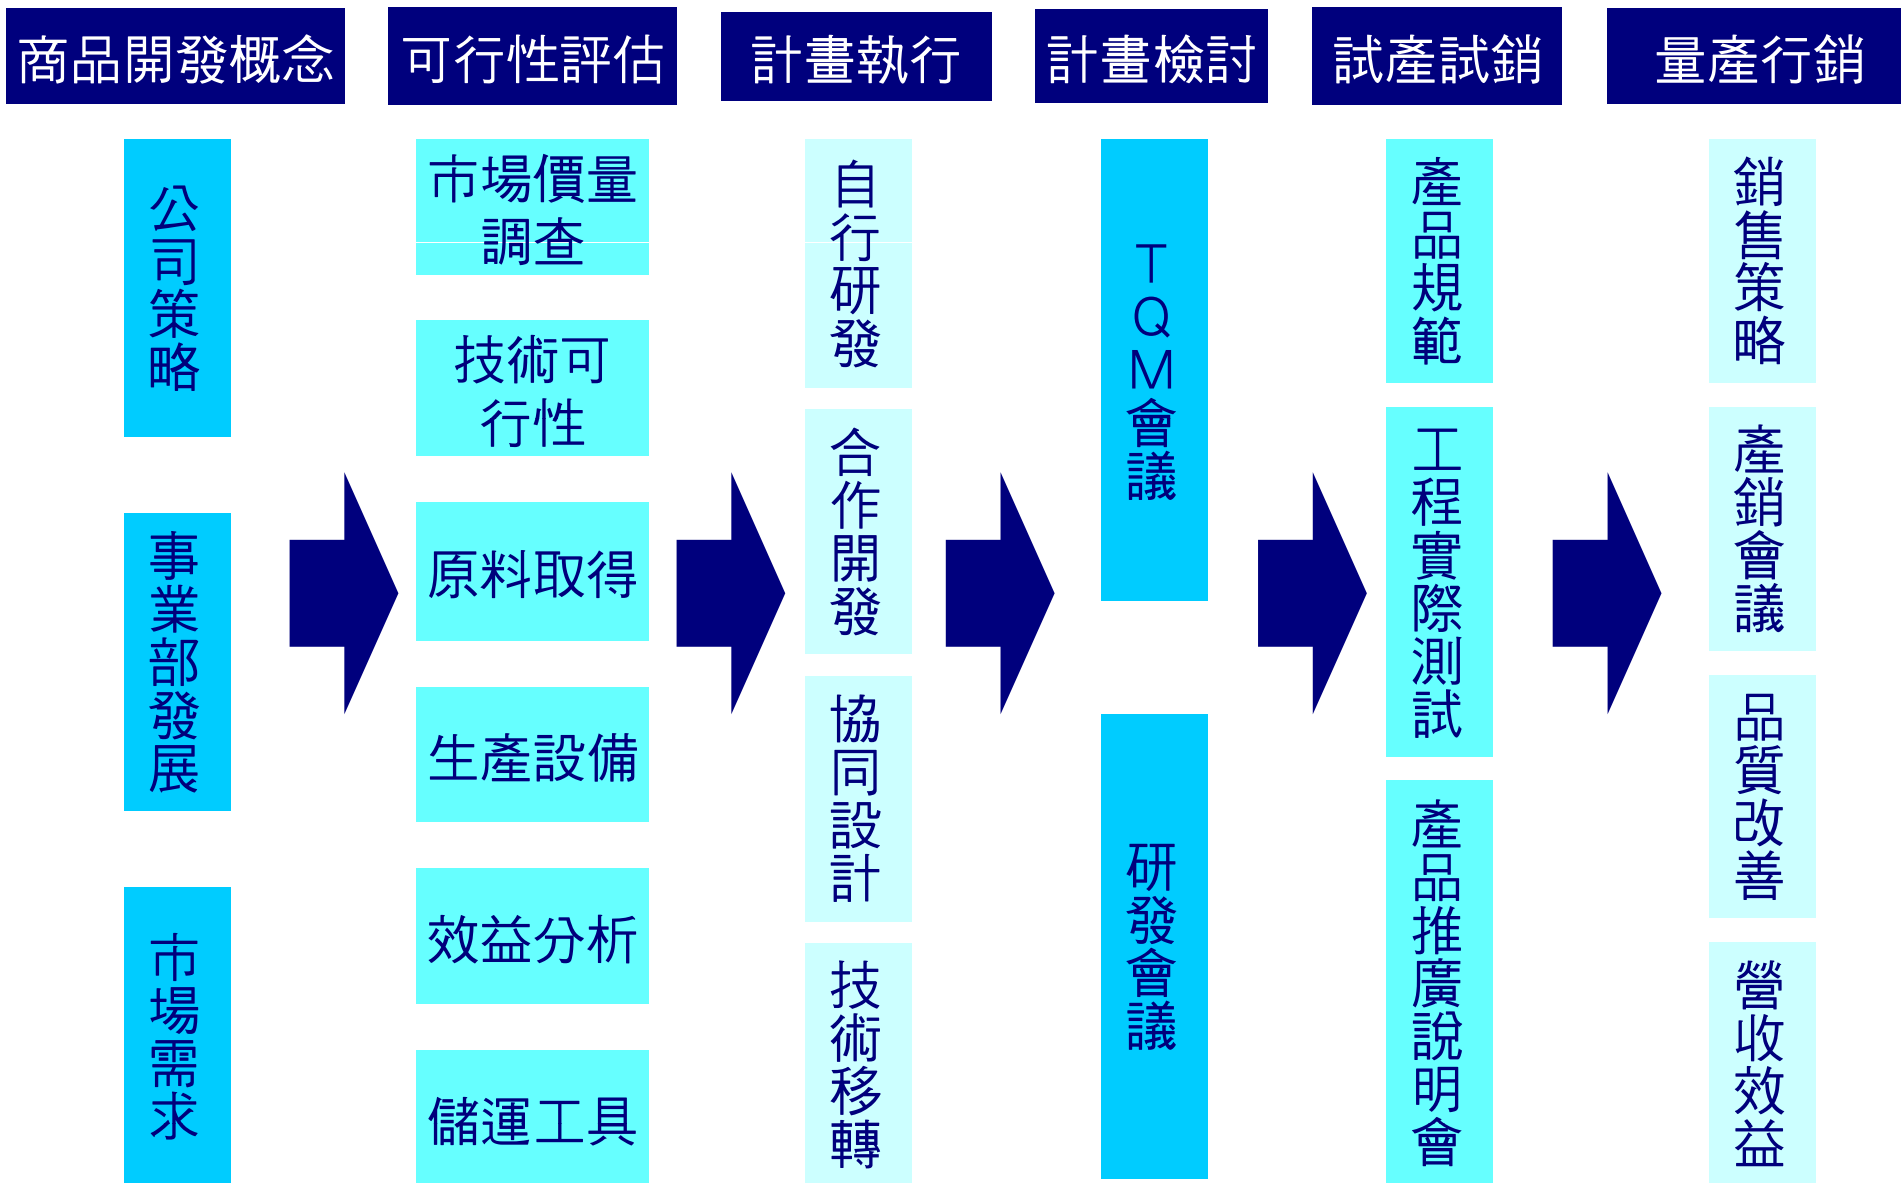 商品開發概念
可行性評估
計畫執行
計畫檢討
試產試銷
量產行銷
公司策略
事業部發展
市場需求
市場價量
調查
技術可
行性
原料取得
生產設備
效益分析
儲運工具
自行研發
合作開發
協同設計
技術移轉
ＴＱＭ會議
研發會議
產品規範
工程實際測試
產品推廣說明會
銷售策略
產銷會議
品質改善
營收效益